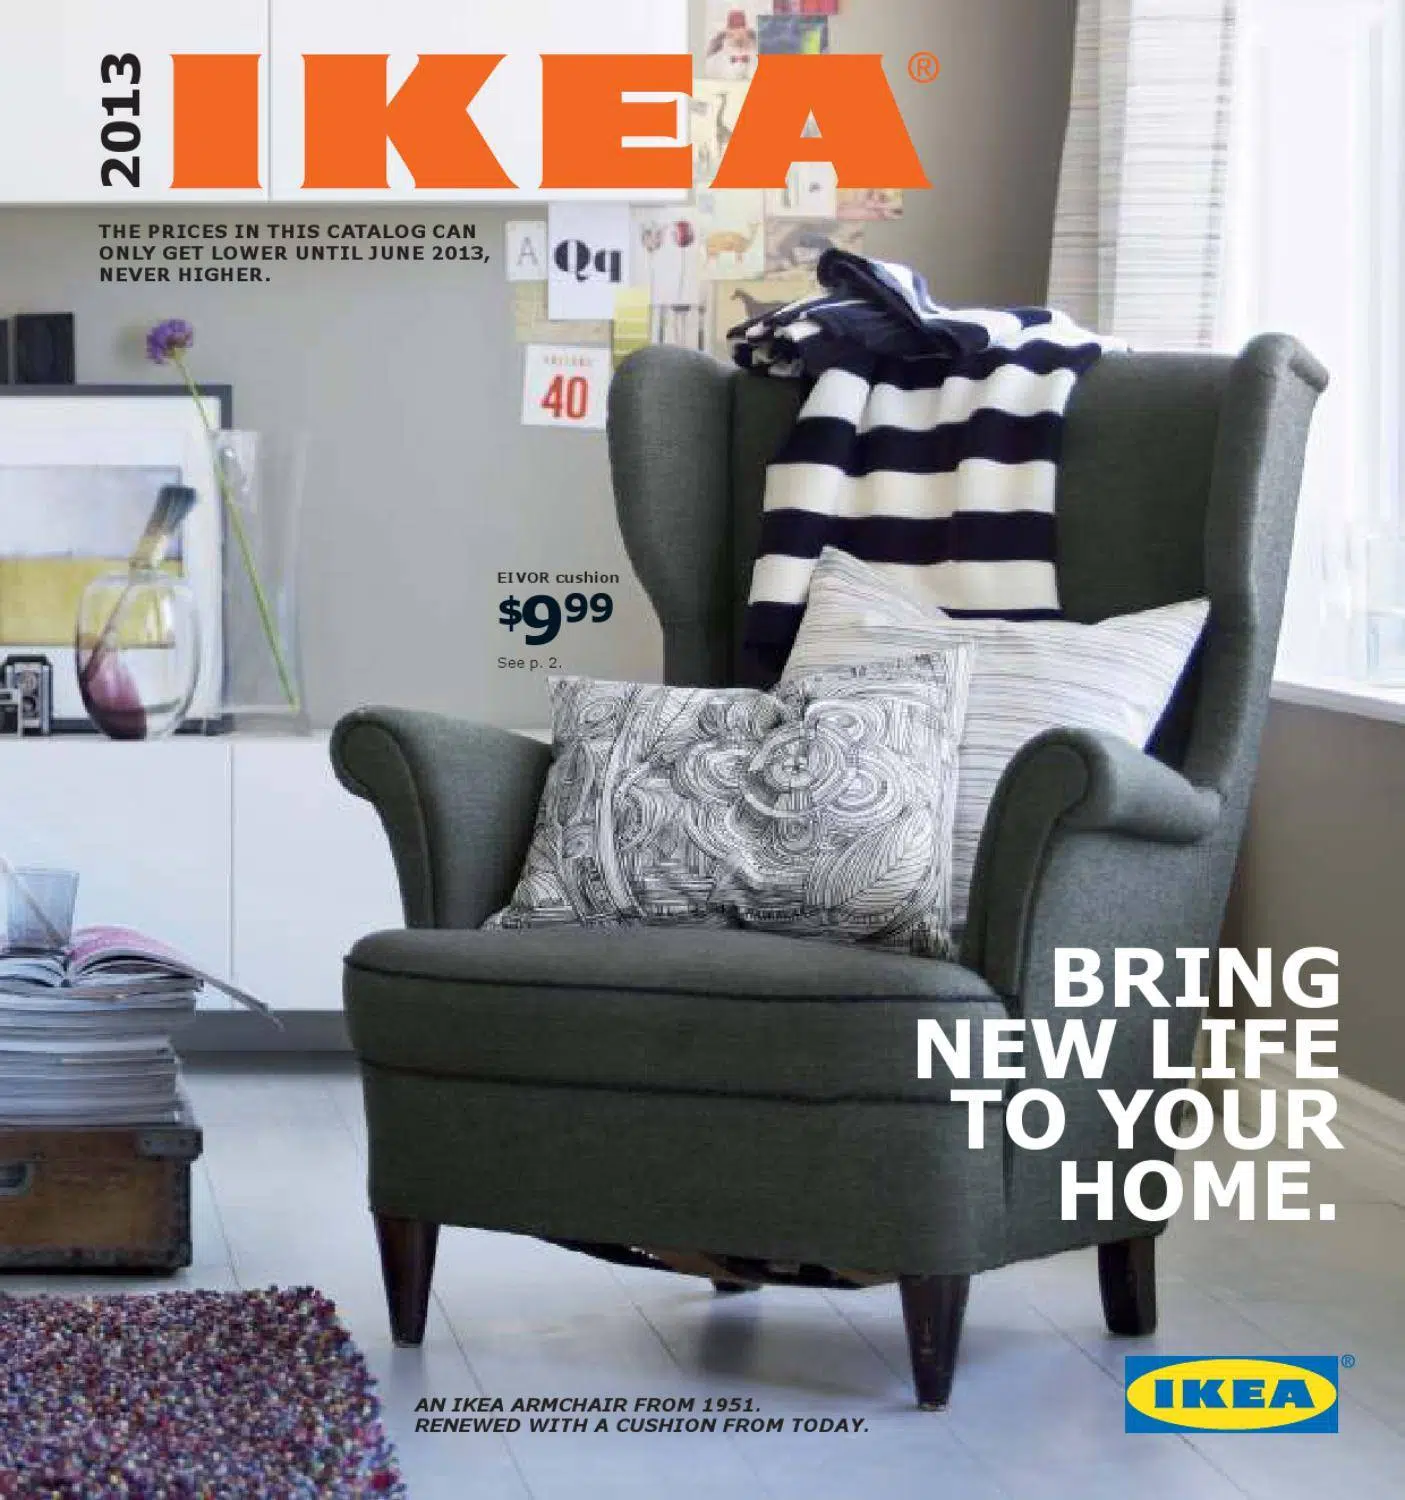 2013
IKEA®
THE PRICES IN THIS CATALOG CAN
ONLY GET LOWER UNTIL JUNE 2013,
NEVER HIGHER.
A
Qq
40
EIVOR cushion
$9.99
See p. 2.
BRING
NEW LIFE
TO YOUR
HOME.
IKEA®
AN IKEA ARMCHAIR FROM 1951.
RENEWED WITH A CUSHION FROM TODAY.